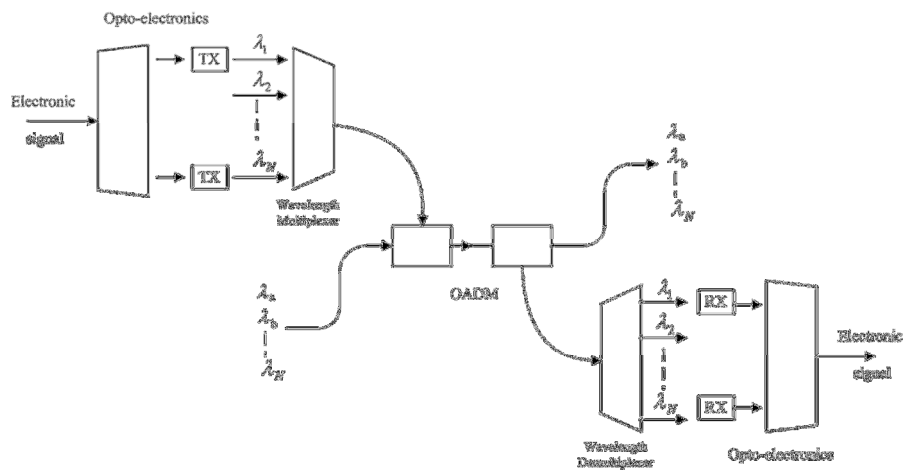 Opto-electronics
TX
λ1
λ2
Electronic
signal
TX
λN
Wavelength
Multiplexer
λa
λb
λN
OADM
λa
λb
λN
λ1
λ2
λN
RX
RX
Electronic
signal
Wavelength
Demultiplexer
Opto-electronics